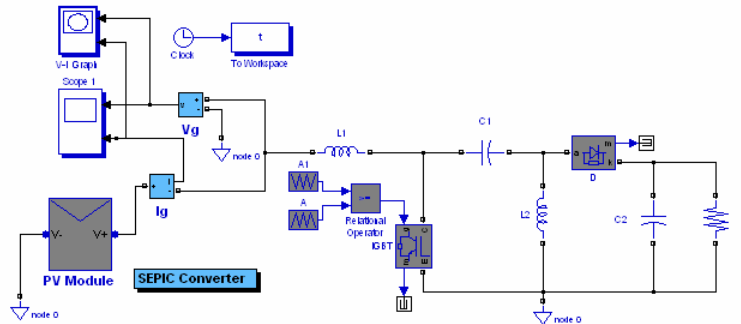 V-I Graph
Clock
t
To Workspace
Scope 1
v
+
-
Vg
node 0
L1
C1
a
m
k
D
A1
A
>=
Relational
Operator
IGBT
g
C
m
E
L2
C2
i
+
-
Ig
V-
V+
PV Module
SEPIC Converter
node 0
node 0